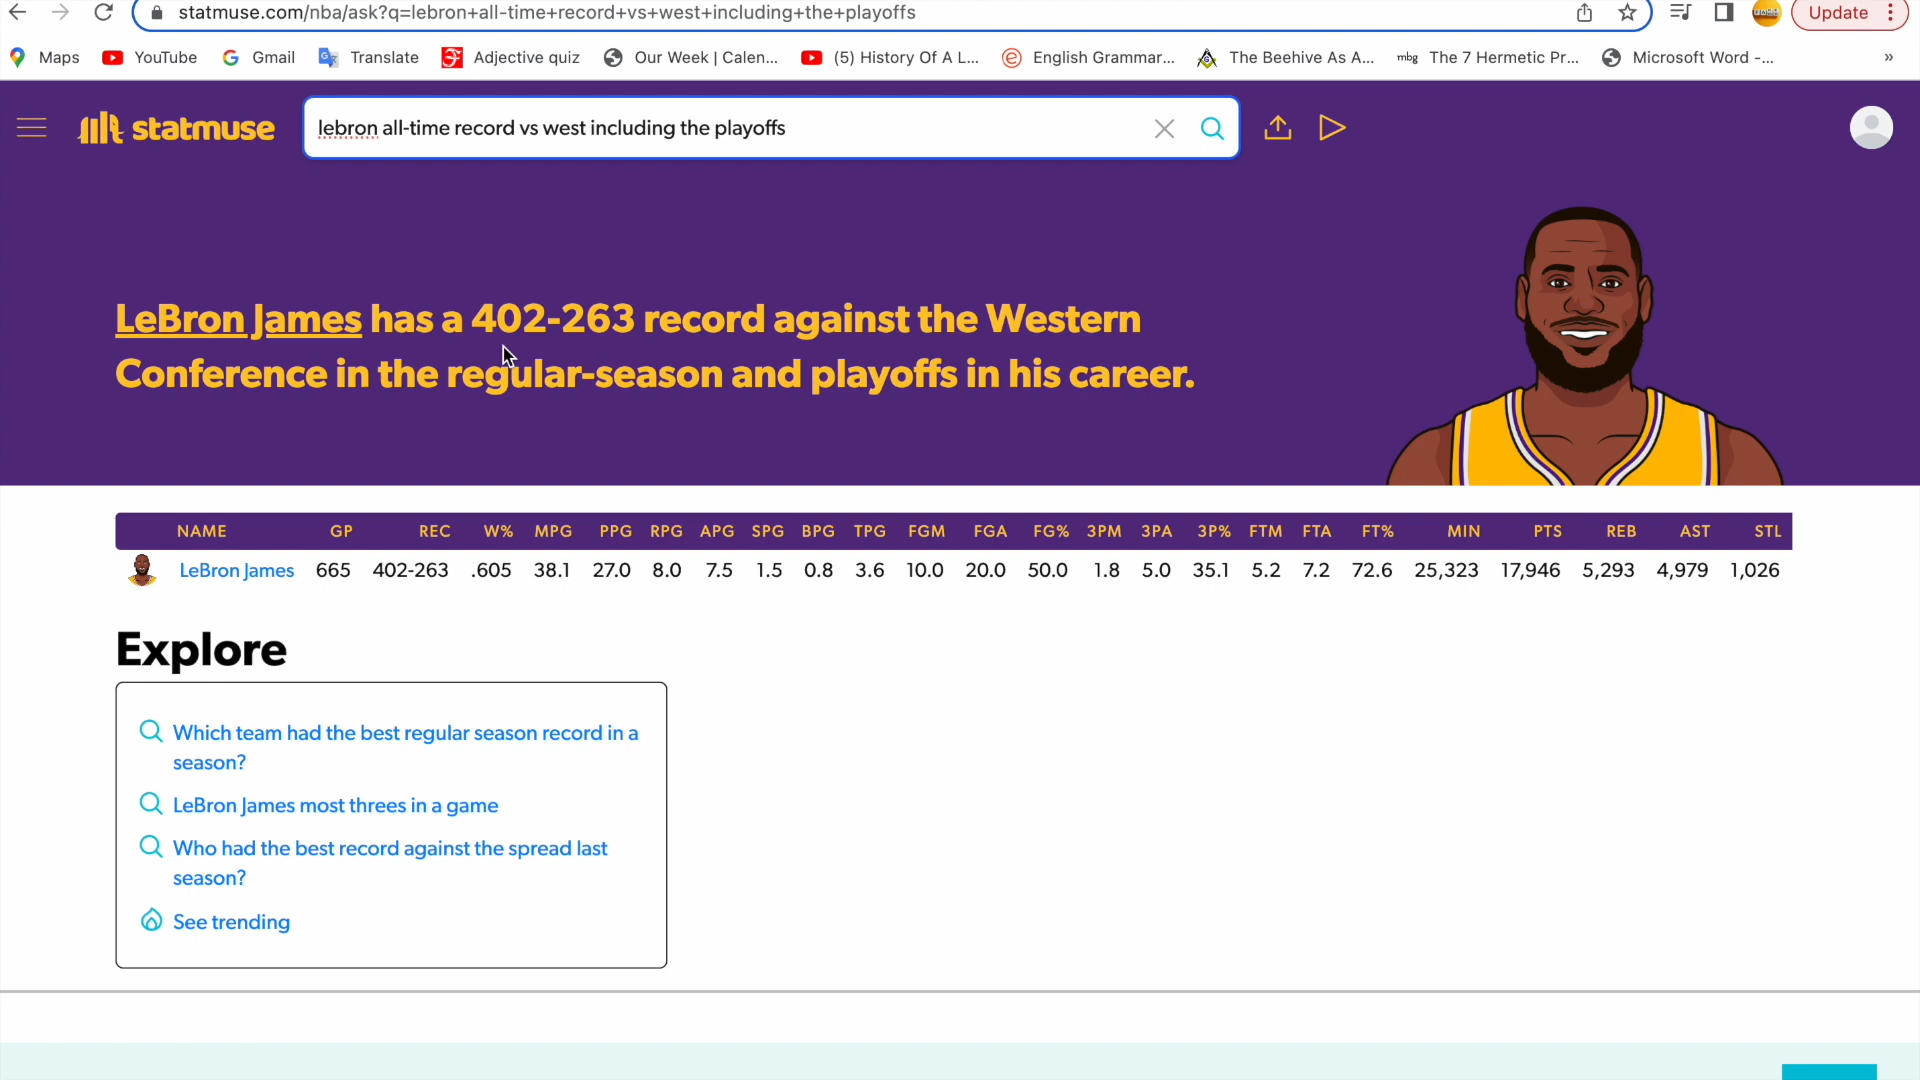 statmuse.com/nba/ask?q=lebron+all-time+record+vs+west+including+the+playoffs
Update
Maps YouTube Gmail Translate Adjective quiz Our Week | Calen... (5) History Of A L... English Grammar... The Beehive As A... mbg The 7 Hermetic Pr... Microsoft Word -... »
statmuse
lebron all-time record vs west including the playoffs
LeBron James has a 402-263 record against the Western
Conference in the regular-season and playoffs in his career.
NAME GP REC W% MPG PPG RPG APG SPG BPG TPG FGM FGA FG% 3PM 3PA 3P% FTM FTA FT% MIN PTS REB AST STL
LeBron James 665 402-263 .605 38.1 27.0 8.0 7.5 1.5 0.8 3.6 10.0 20.0 50.0 1.8 5.0 35.1 5.2 7.2 72.6 25,323 17,946 5,293 4,979 1,026
Explore
Which team had the best regular season record in a
season?
LeBron James most threes in a game
Who had the best record against the spread last
season?
See trending